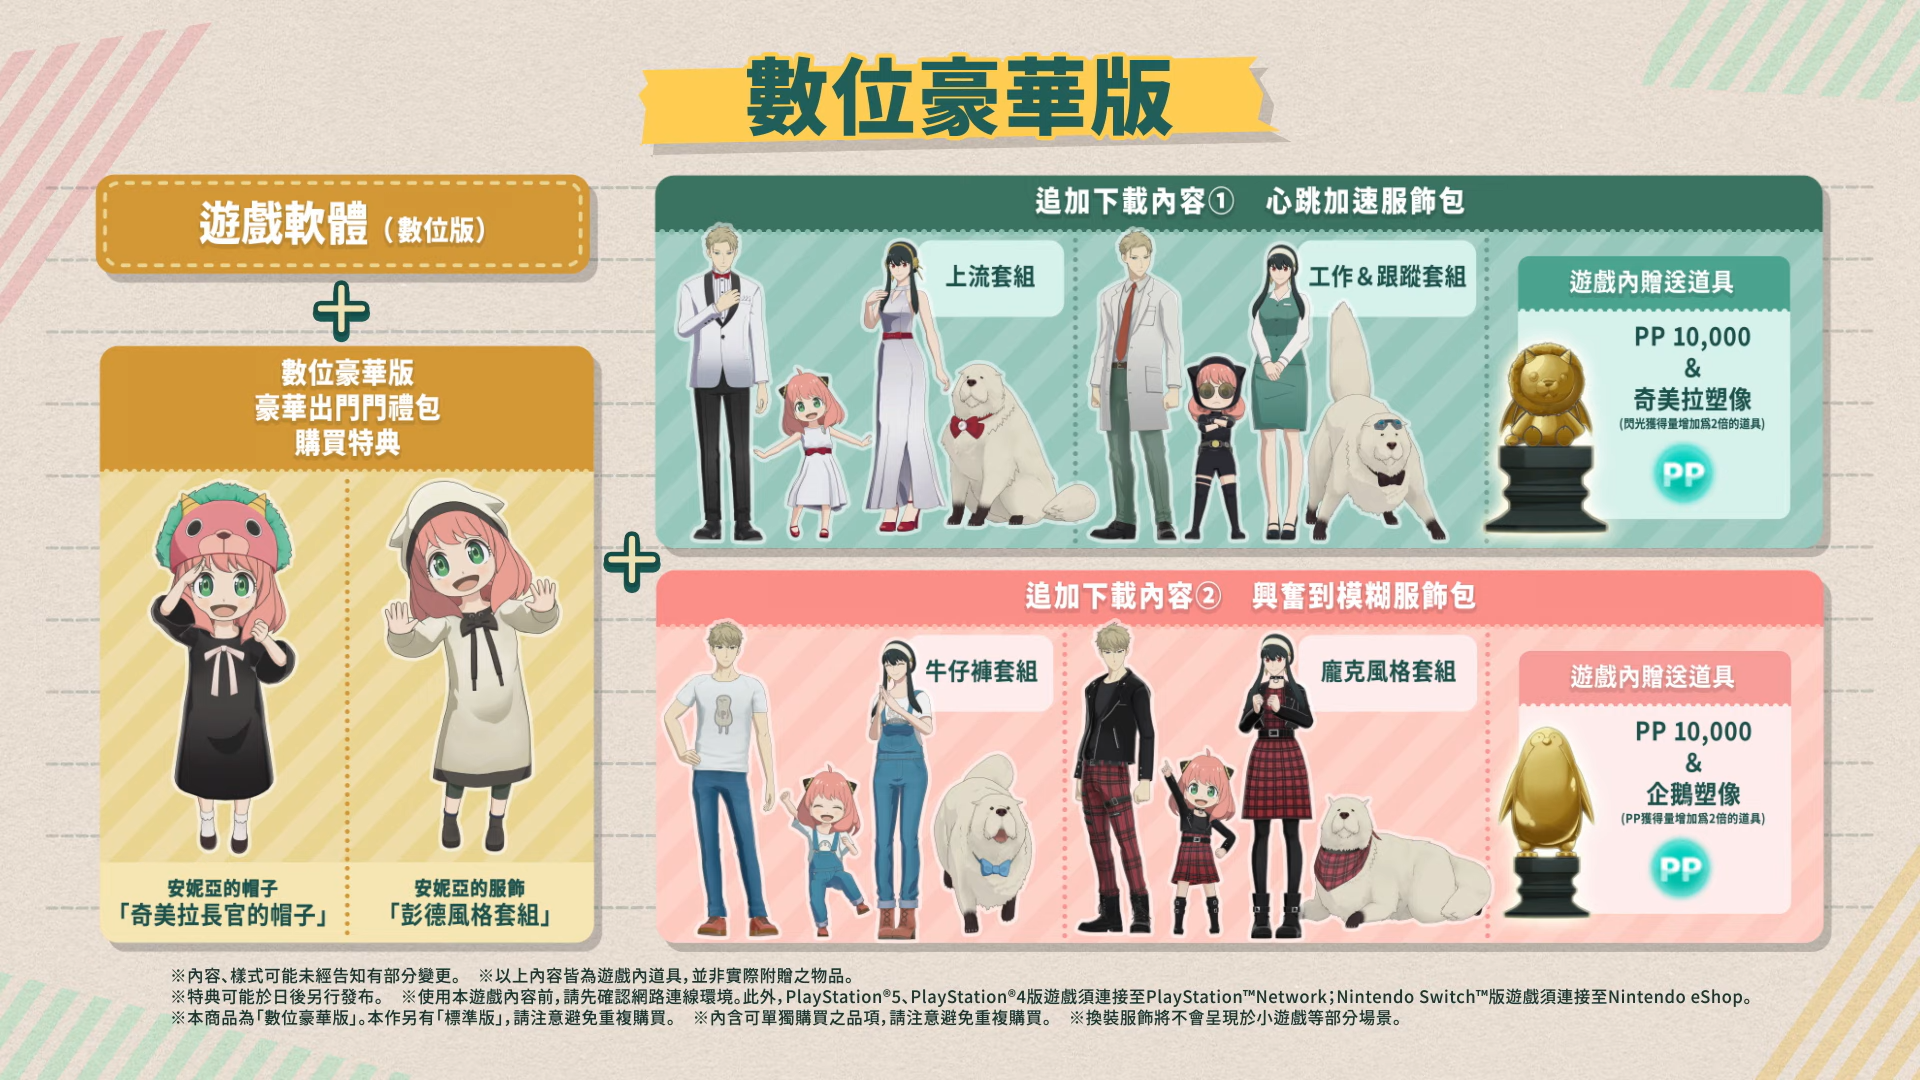 數位豪華版
遊戲軟體（數位版）
數位豪華版
豪華出門門禮包
購買特典
安妮亞的帽子
「奇美拉長官的帽子」
安妮亞的服飾
「彭德風格套組」
追加下載內容① 心跳加速服飾包
上流套組
工作＆跟蹤套組
遊戲內贈送道具
PP 10,000
&
奇美拉塑像
(閃光獲得量增加為2倍的道具)
PP
追加下載內容② 興奮到模糊服飾包
牛仔褲套組
龐克風格套組
遊戲內贈送道具
PP 10,000
&
企鵝塑像
(PP獲得量增加為2倍的道具)
PP
※內容、樣式可能未經告知有部分變更。 ※以上內容皆為遊戲內道具，並非實際附贈之物品。
※特典可能於日後另行發布。 ※使用本遊戲內容前，請先確認網路連線環境。此外，PlayStation®5、PlayStation®4版遊戲須連接至PlayStation™Network；Nintendo Switch™版遊戲須連接至Nintendo eShop。
※本商品為「數位豪華版」。本作另有「標準版」，請注意避免重複購買。 ※內含可單獨購買之品項，請注意避免重複購買。 ※換裝服飾將不會呈現於小遊戲等部分場景。